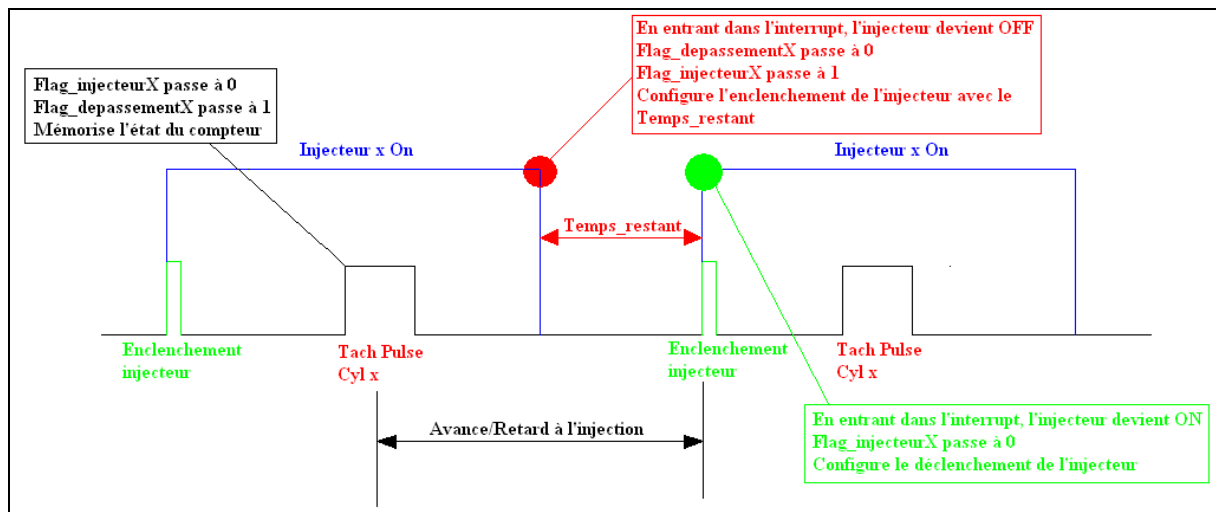 En entrant dans l'interrupt, l'injecteur devient OFF
Flag_depassementX passe à 0
Flag_injecteurX passe à 1
Configure l'enclenchement de l'injecteur avec le
Temps_restant
Flag_injecteurX passe à 0
Flag_depassementX passe à 1
Mémorise l'état du compteur
Injecteur x On
Injecteur x On
Temps_restant
Enclenchement
injecteur
Tach Pulse
Cyl x
Enclenchement
injecteur
Tach Pulse
Cyl x
Avance/Retard à l'injection
En entrant dans l'interrupt, l'injecteur devient ON
Flag_injecteurX passe à 0
Configure le déclenchement de l'injecteur